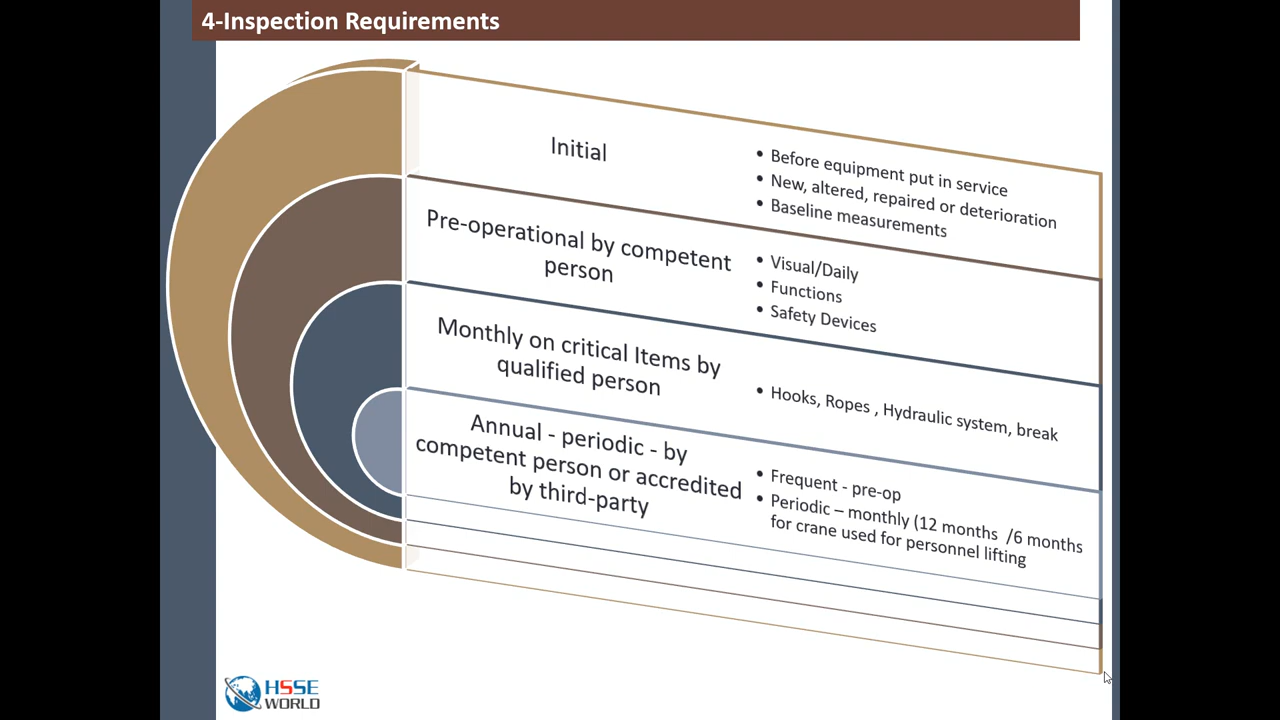 4-Inspection Requirements
Initial
• Before equipment put in service
• New, altered, repaired or deterioration
• Baseline measurements
Pre-operational by competent
person
• Visual/Daily
• Functions
• Safety Devices
Monthly on critical Items by
qualified person
• Hooks, Ropes , Hydraulic system, break
Annual - periodic - by
competent person or accredited
by third-party
• Frequent - pre-op
• Periodic – monthly (12 months /6 months
for crane used for personnel lifting
HSSE
WORLD